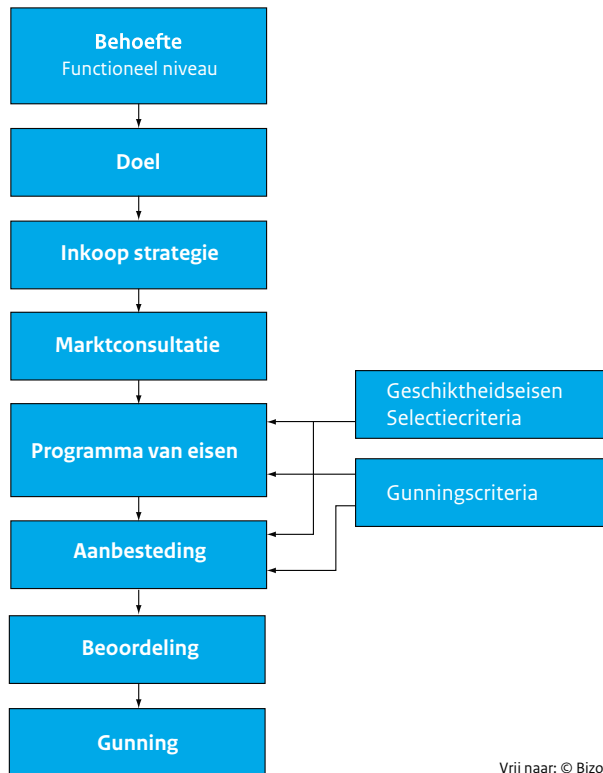 Behoefte
Functioneel niveau
Doel
Inkoop strategie
Marktconsultatie
Programma van eisen
Geschiktheidseisen
Selectiecriteria
Gunningscriteria
Aanbesteding
Beoordeling
Gunning
Vrij naar: © Bizo